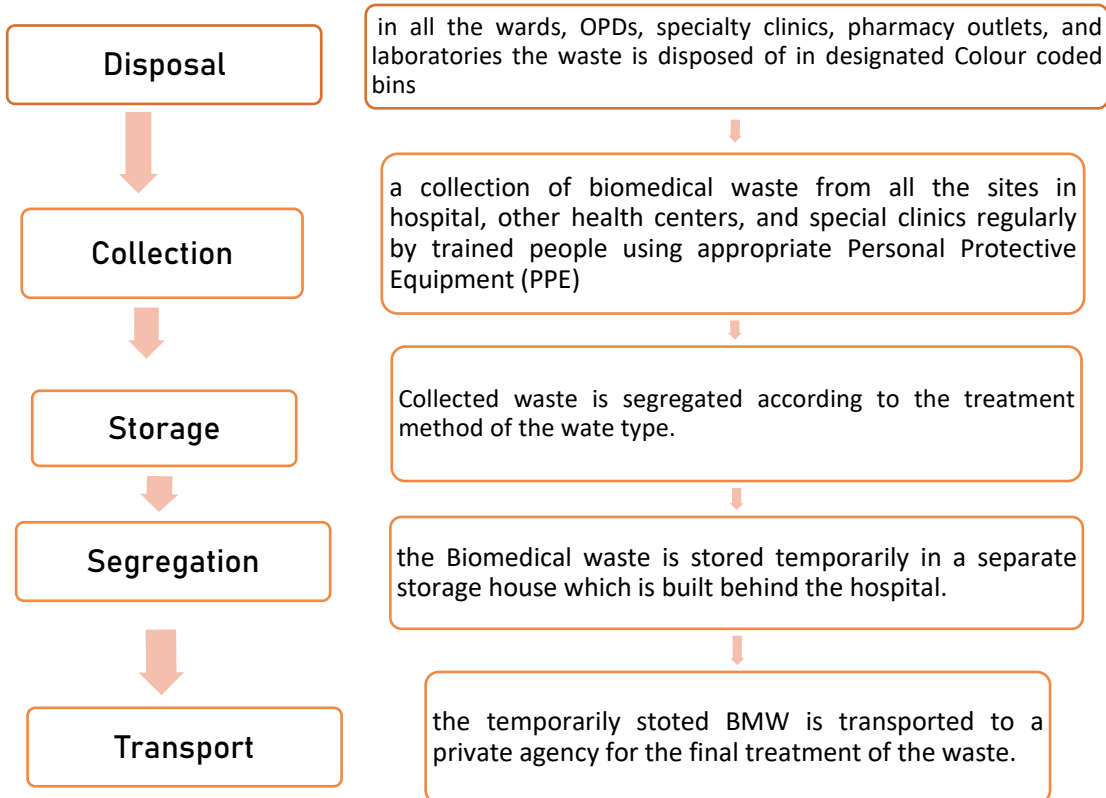 Disposal
in all the wards, OPDs, specialty clinics, pharmacy outlets, and
laboratories the waste is disposed of in designated Colour coded
bins
Collection
a collection of biomedical waste from all the sites in
hospital, other health centers, and special clinics regularly
by trained people using appropriate Personal Protective
Equipment (PPE)
Storage
Collected waste is segregated according to the treatment
method of the wate type.
Segregation
the Biomedical waste is stored temporarily in a separate
storage house which is built behind the hospital.
Transport
the temporarily stoted BMW is transported to a
private agency for the final treatment of the waste.